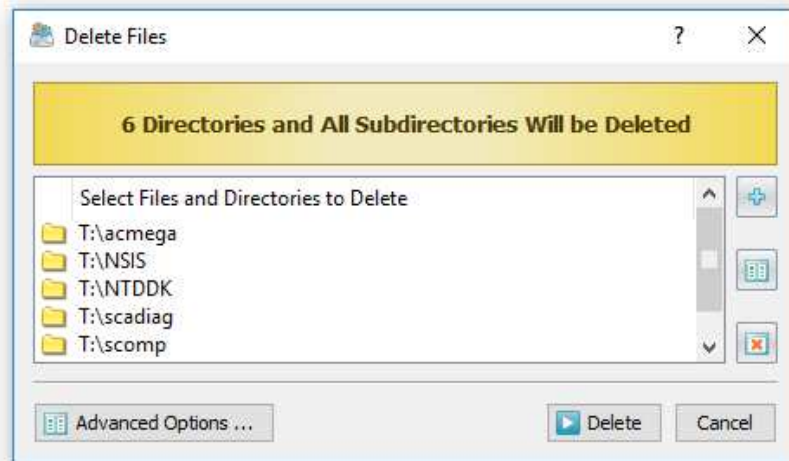 Delete Files
?
6 Directories and All Subdirectories Will be Deleted
Select Files and Directories to Delete
T:\acmega
T:\NSIS
T:\NTDDK
T:\scadiag
T:\scomp
Advanced Options ... Delete Cancel